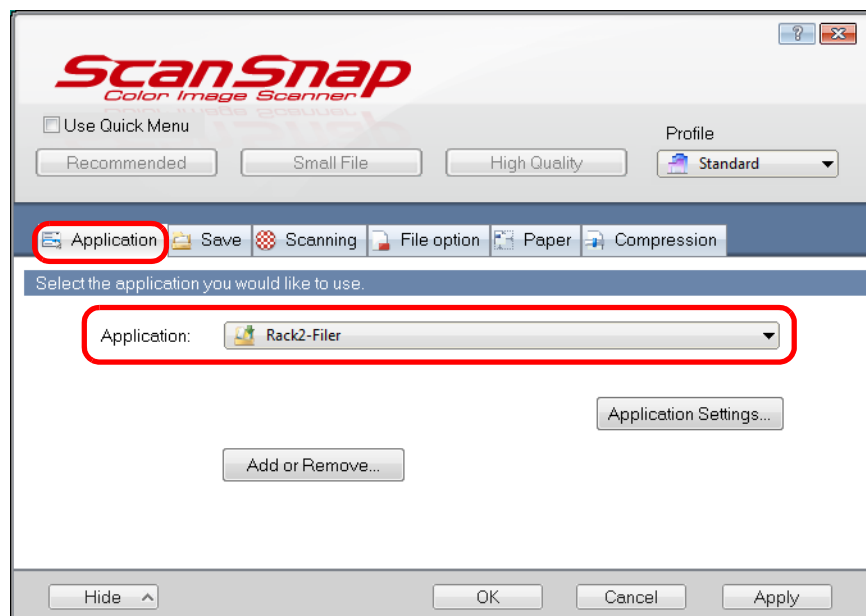 ScanSnap
Color Image Scanner
Use Quick Menu
Profile
Recommended
Small File
High Quality
Standard
Application
Save
Scanning
File option
Paper
Compression
Select the application you would like to use.
Application:
Rack2-Filer
Application Settings...
Add or Remove...
Hide
OK
Cancel
Apply